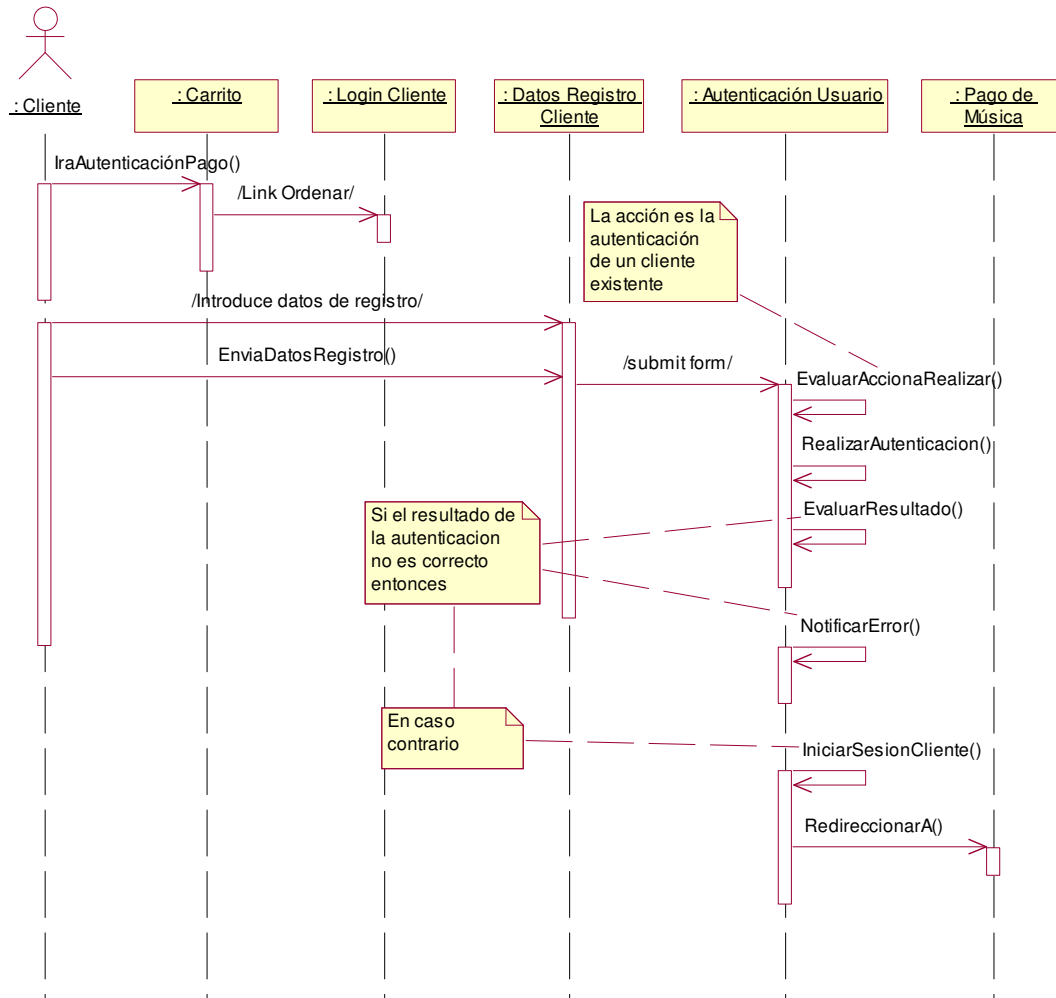 : Cliente
: Carrito
: Login Cliente
: Datos Registro
Cliente
: Autenticación Usuario
: Pago de
Música
IraAutenticaciónPago()
/Link Ordenar/
La acción es la
autenticación
de un cliente
existente
/Introduce datos de registro/
EnviaDatosRegistro()
/submit form/
EvaluarAccionaRealizar()
RealizarAutenticacion()
EvaluarResultado()
Si el resultado de
la autenticacion
no es correcto
entonces
NotificarError()
En caso
contrario
IniciarSesionCliente()
RedireccionarA()